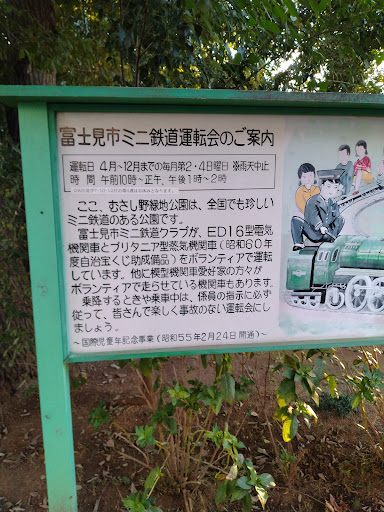 富士見市ミニ鉄道運転会のご案内
運転日 4月〜12月までの毎月第2・4日曜日 ※雨天中止
時 間 午前10時〜正午、午後1時〜2時
ここ、むさし野緑地公園は、全国でも珍しい
ミニ鉄道のある公園です。
富士見市ミニ鉄道クラブが、ED16型電気
機関車とブリタニア型蒸気機関車(昭和60年
度自治宝くじ助成備品)をボランティアで運転
しています。他に模型機関車愛好家の方々が
ボランティアで走らせている機関車もあります。
乗降するときや乗車中は、係員の指示に必ず
従って、皆さんで楽しく事故のない運転会にし
ましょう。
〜国際児童年記念事業(昭和55年2月24日開通)〜